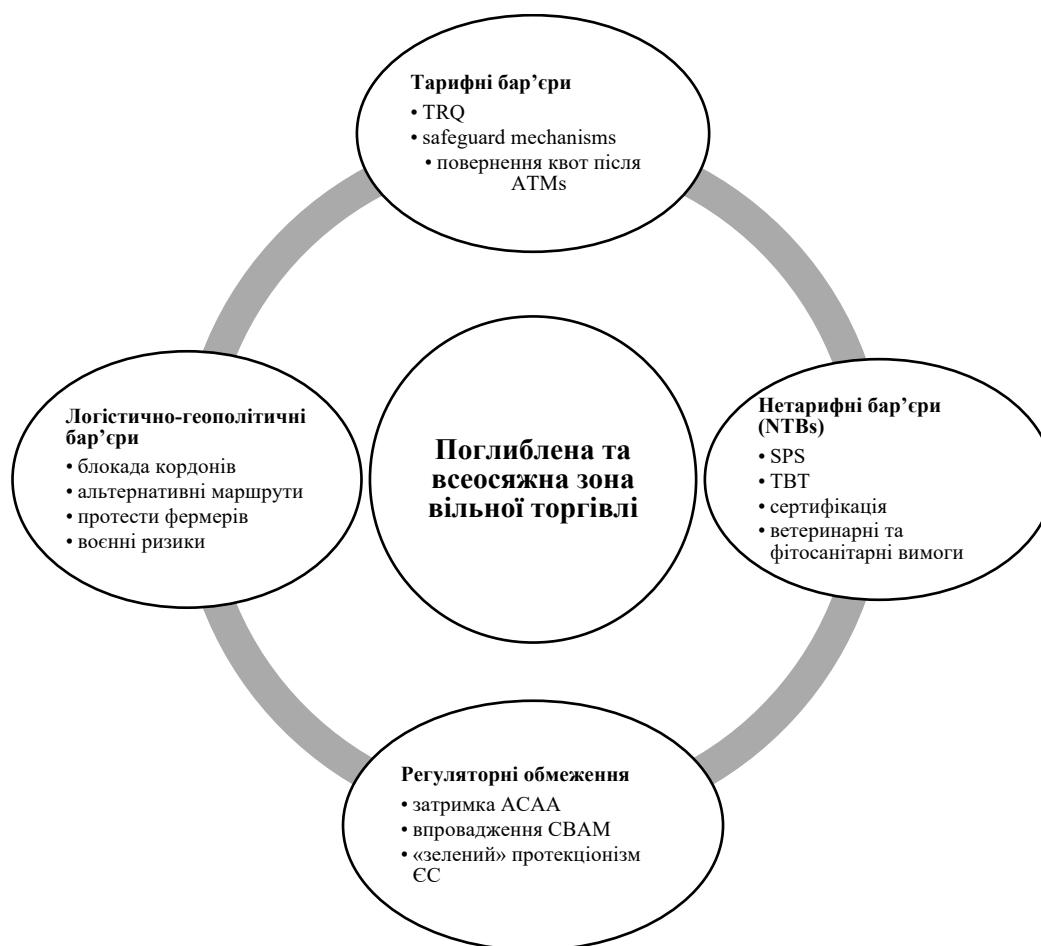 Тарифні бар’єри
• TRQ
• safeguard mechanisms
• повернення квот після
ATMs
Логістично-геополітичні
бар’єри
• блокада кордонів
• альтернативні маршрути
• протести фермерів
• воєнні ризики
Поглиблена та
всеосяжна зона
вільної торгівлі
Нетарифні бар’єри
(NTBs)
• SPS
• TBT
• сертифікація
• ветеринарні та
фітосанітарні вимоги
Регуляторні обмеження
• затримка ACAA
• впровадження CBAM
• «зелений» протекціонізм
ЄС